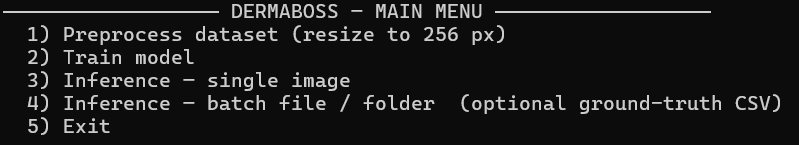 DERMABOSS — MAIN MENU
1) Preprocess dataset (resize to 256 px)
2) Train model
3) Inference — single image
4) Inference — batch file / folder  (optional ground-truth CSV)
5) Exit